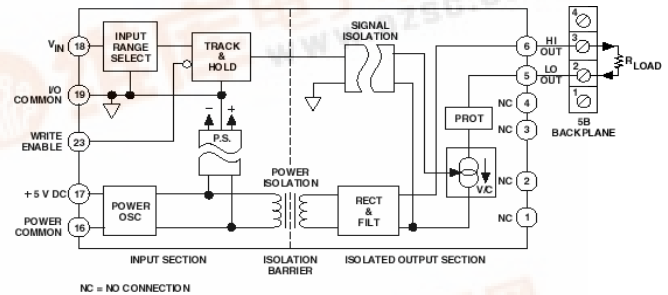 SIGNAL
ISOLATION
INPUT
RANGE
SELECT
TRACK
&
HOLD
VIN 18
I/O
COMMON 19
WRITE
ENABLE 23
+5 V DC 17
POWER
COMMON 16
POWER
OSC
P.S.
− +
POWER
ISOLATION
RECT
&
FILT
PROT
V/C
6 HI
OUT
5 LO
OUT
NC 4
NC 3
NC 2
NC 1
4
3
2
1
RLOAD
5B
BACKPLANE
INPUT SECTION
ISOLATION
BARRIER
ISOLATED OUTPUT SECTION
NC = NO CONNECTION